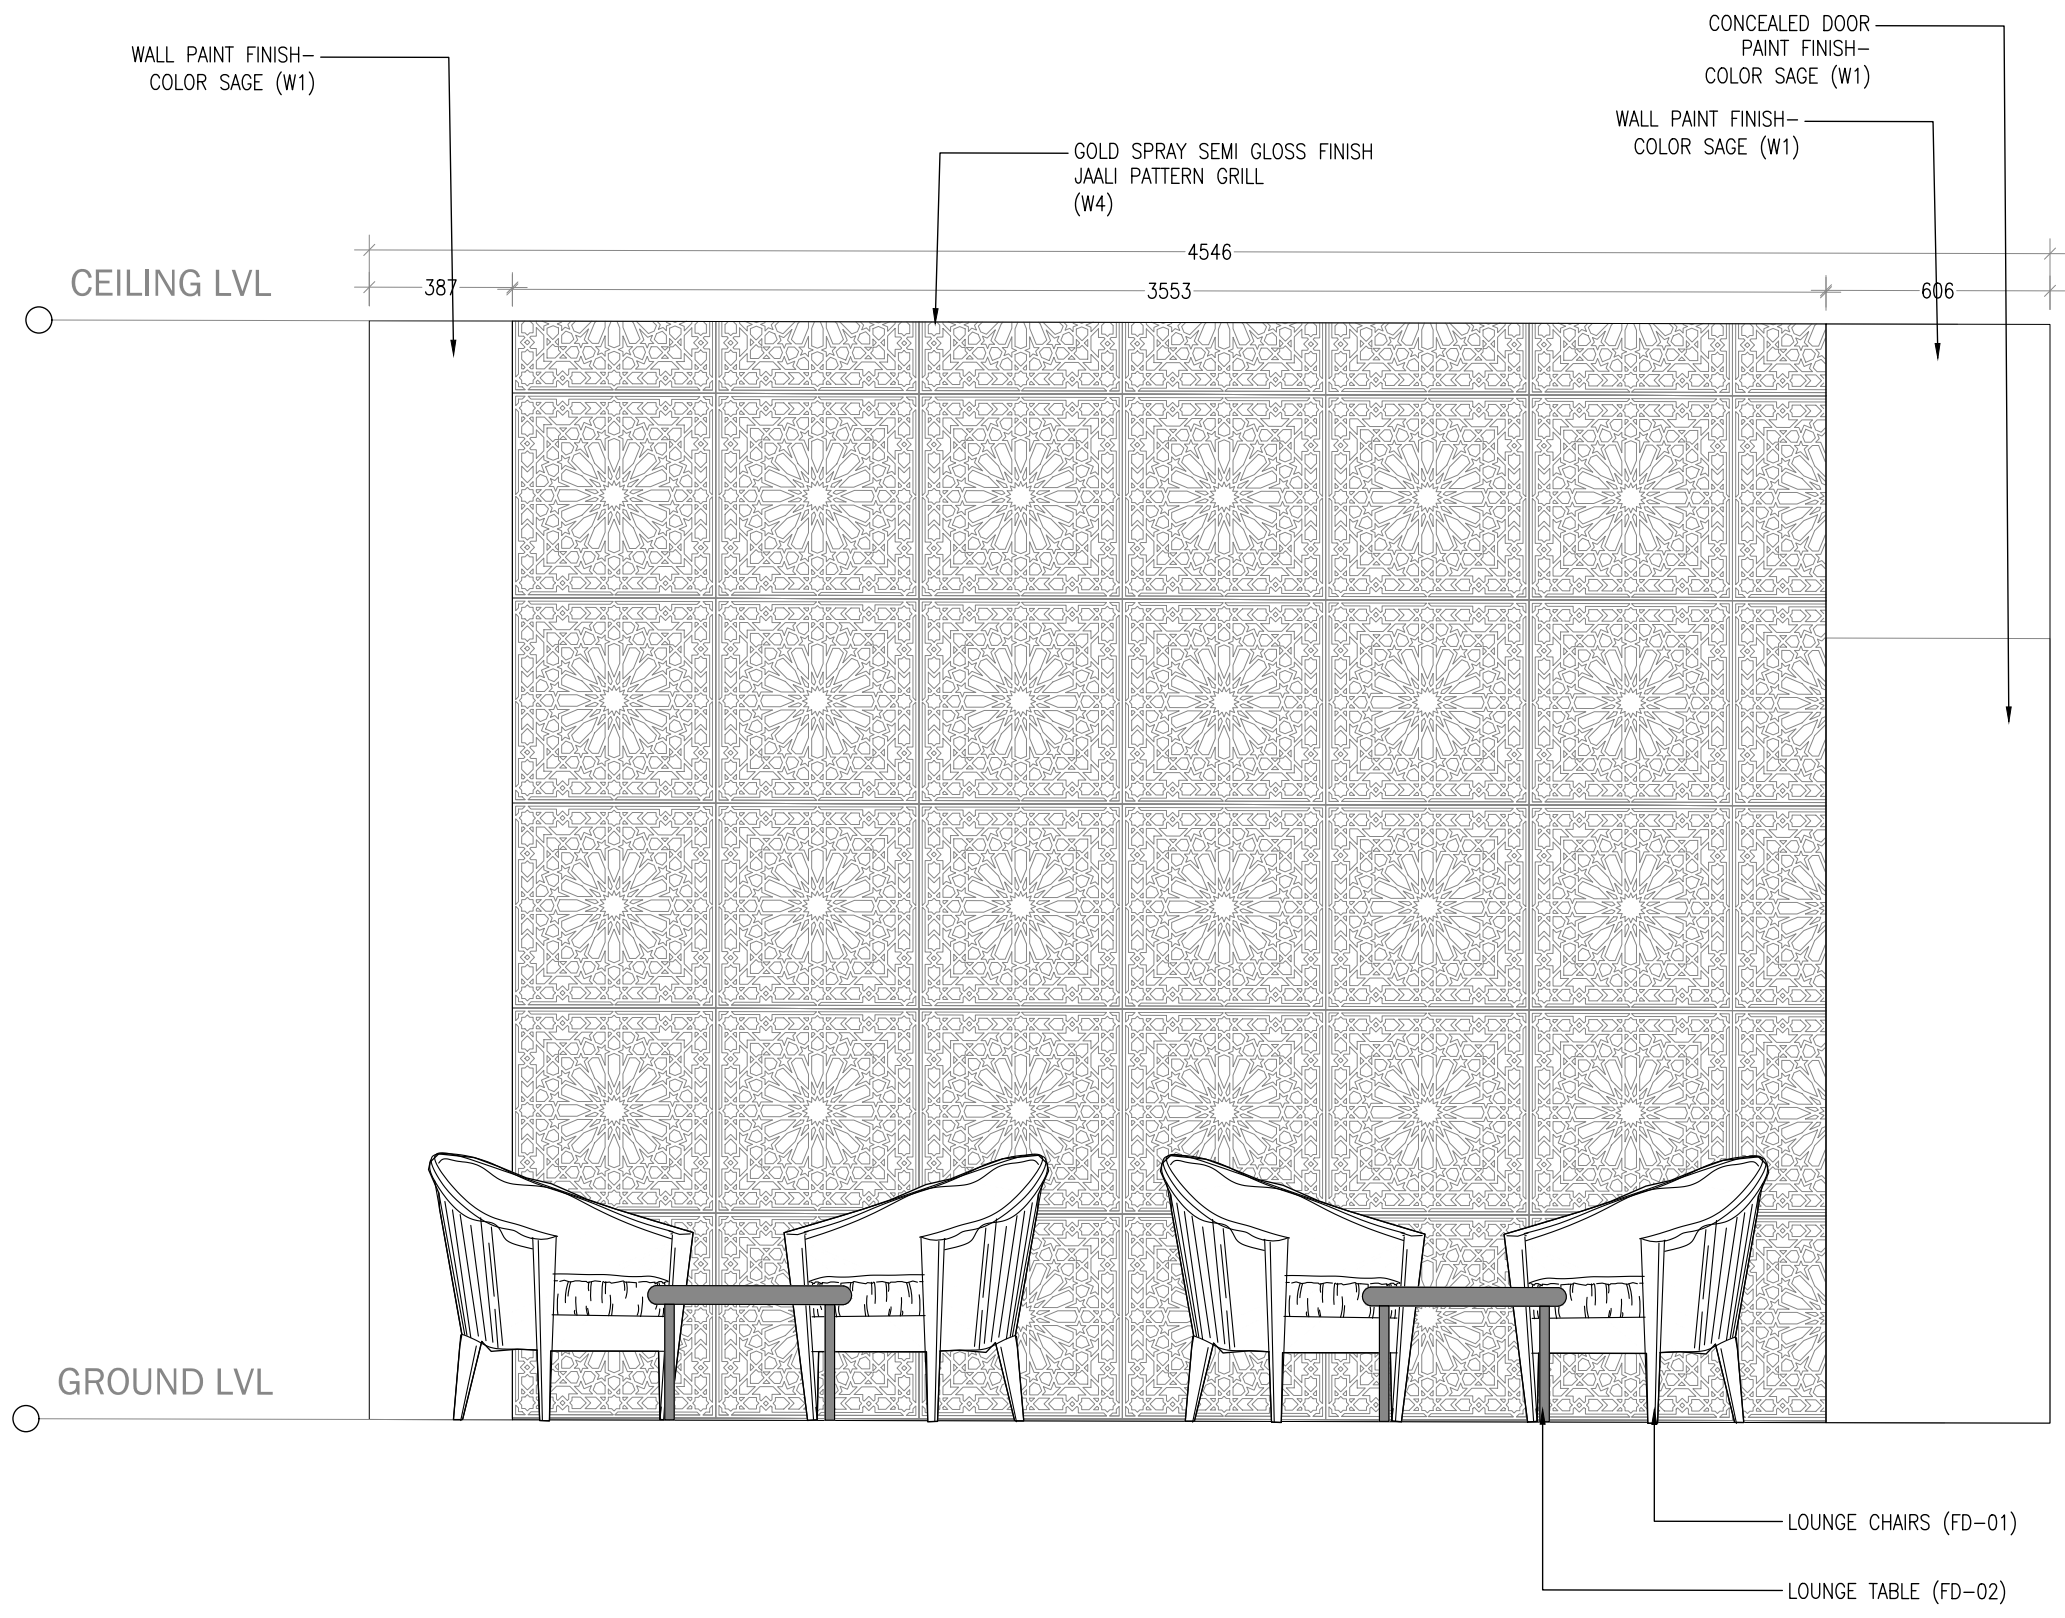 CONCEALED DOOR
PAINT FINISH-
COLOR SAGE (W1)
WALL PAINT FINISH-
COLOR SAGE (W1)
WALL PAINT FINISH-
COLOR SAGE (W1)
GOLD SPRAY SEMI GLOSS FINISH
JAALI PATTERN GRILL
(W4)
4546
CEILING LVL
387
3553
606
GROUND LVL
LOUNGE CHAIRS (FD-01)
LOUNGE TABLE (FD-02)